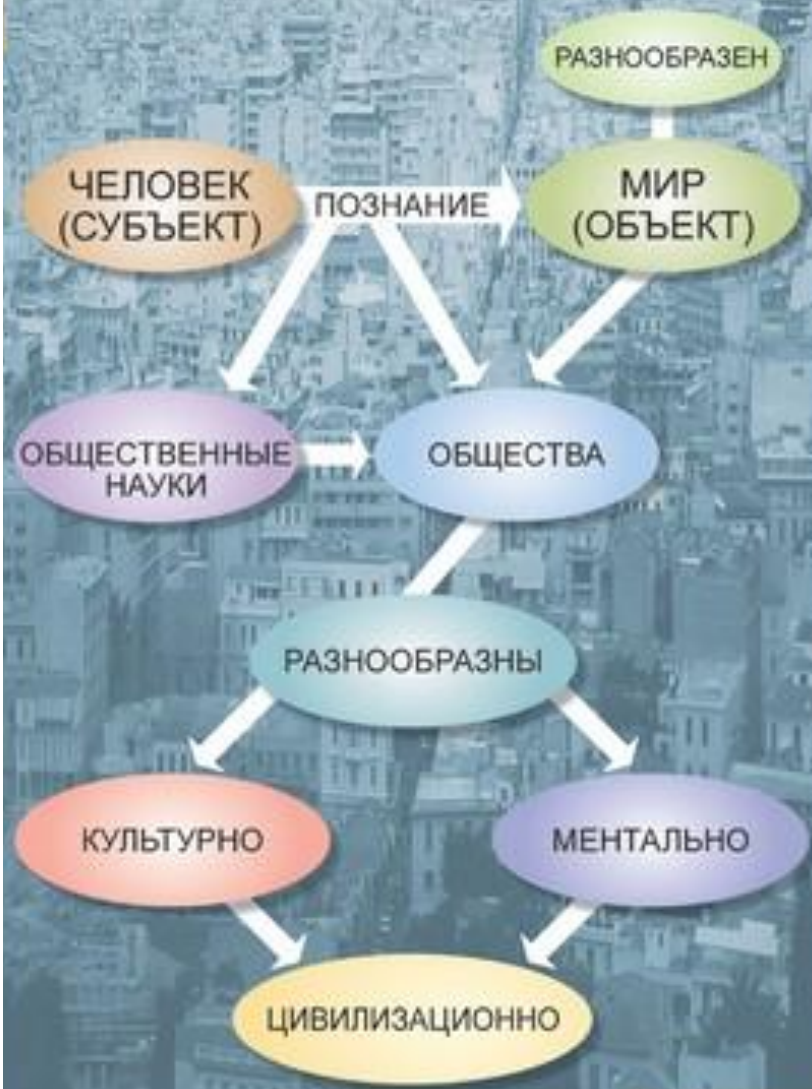 РАЗНООБРАЗЕН
ЧЕЛОВЕК
(СУБЪЕКТ)
ПОЗНАНИЕ
МИР
(ОБЪЕКТ)
ОБЩЕСТВЕННЫЕ
НАУКИ
ОБЩЕСТВА
РАЗНООБРАЗНЫ
КУЛЬТУРНО
МЕНТАЛЬНО
ЦИВИЛИЗАЦИОННО